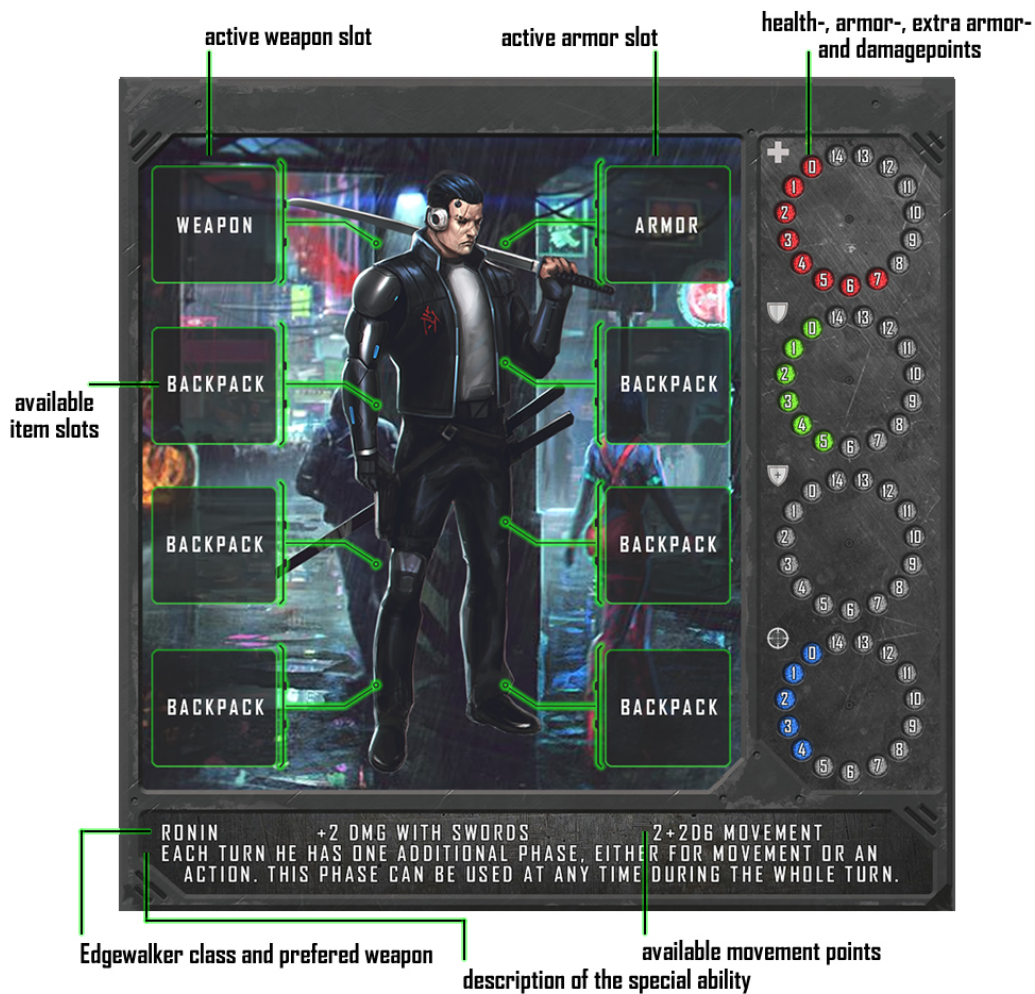 active weapon slot
active armor slot
health-, armor-, extra armor-
and damagepoints
WEAPON
ARMOR
0 14 13 12 11 10 9 8 7 6 5 4 3 2 1
BACKPACK
BACKPACK
0 14 13 12 11 10 9 8 7 6 5 4 3 2 1
available
item slots
BACKPACK
BACKPACK
0 14 13 12 11 10 9 8 7 6 5 4 3 2 1
BACKPACK
BACKPACK
0 14 13 12 11 10 9 8 7 6 5 4 3 2 1
RONIN +2 DMG WITH SWORDS 2+2D6 MOVEMENT
EACH TURN HE HAS ONE ADDITIONAL PHASE, EITHER FOR MOVEMENT OR AN
ACTION. THIS PHASE CAN BE USED AT ANY TIME DURING THE WHOLE TURN.
Edgewalker class and prefered weapon
available movement points
description of the special ability